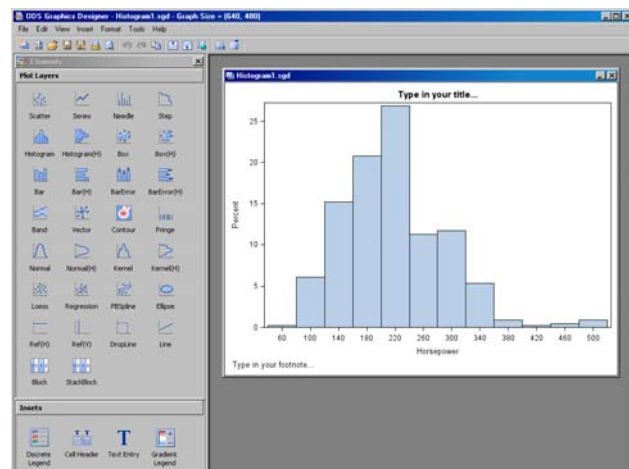 ODS Graphics Designer - Histogram1.sgd - Graph Size = (640, 480)
File Edit View Insert Format Tools Help
Elements
Plot Layers
Scatter Series Needle Step
Histogram Histogram(H) Box Box(H)
Bar Bar(H) BarError BarError(H)
Band Vector Contour Fringe
Normal Normal(H) Kernel Kernel(H)
Loess Regression PBSpline Ellipse
Ref(H) Ref(V) DropLine Line
Block StackBlock
Insets
Discrete Legend Cell Header Text Entry Gradient Legend
Histogram1.sgd
Type in your title...
25
20
15
10
5
0
Percent
60 100 140 180 220 260 300 340 380 420 460 500
Horsepower
Type in your footnote...